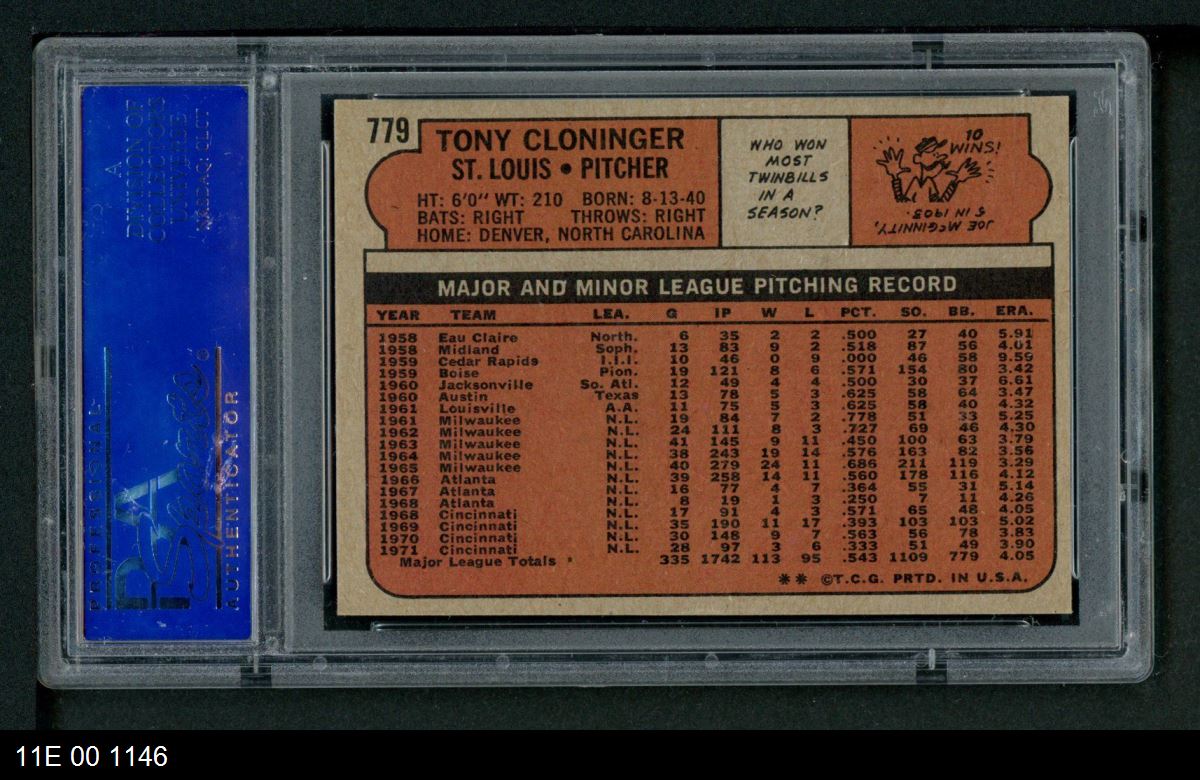 779
TONY CLONINGER
ST. LOUIS • PITCHER
HT: 6'0" WT: 210 BORN: 8-13-40
BATS: RIGHT THROWS: RIGHT
HOME: DENVER, NORTH CAROLINA
WHO WON
MOST
TWINBILLS
IN A
SEASON?
10
WINS!
JOE McGINNITY,
5 IN 1903.
MAJOR AND MINOR LEAGUE PITCHING RECORD
YEAR TEAM LEA. G IP W L PCT. SO. BB. ERA.
1958 Eau Claire North. 6 35 2 2 .500 27 40 5.91
1958 Midland Soph. 13 83 9 2 .518 87 56 4.01
1959 Cedar Rapids I.I.I. 10 46 0 9 .000 46 58 9.59
1959 Boise Pion. 19 121 8 6 .571 154 80 3.42
1960 Jacksonville So. Atl. 12 49 4 4 .500 30 37 6.61
1960 Austin Texas 13 78 5 3 .625 58 64 3.47
1961 Louisville A.A. 11 75 5 3 .625 58 40 4.32
1961 Milwaukee N.L. 19 84 7 2 .778 51 33 5.25
1962 Milwaukee N.L. 24 111 8 3 .727 69 46 4.30
1963 Milwaukee N.L. 41 145 9 11 .450 100 63 3.79
1964 Milwaukee N.L. 38 243 19 14 .576 163 82 3.56
1965 Milwaukee N.L. 40 279 24 11 .686 211 119 3.29
1966 Atlanta N.L. 39 258 14 11 .560 178 116 4.12
1967 Atlanta N.L. 16 77 4 7 .364 55 31 5.14
1968 Atlanta N.L. 8 19 1 3 .250 7 11 4.26
1968 Cincinnati N.L. 17 91 4 3 .571 65 48 4.05
1969 Cincinnati N.L. 35 190 11 17 .393 103 103 5.02
1970 Cincinnati N.L. 30 148 9 7 .563 56 78 3.83
1971 Cincinnati N.L. 28 97 3 6 .333 51 49 3.90
Major League Totals 335 1742 113 95 .543 1109 779 4.05
** ©T.C.G. PRTD. IN U.S.A.
A
DIVISION OF
COLLECTORS
UNIVERSE
NASDAQ: CLCT
PROFESSIONAL
PSA
Sports
AUTHENTICATOR
11E 00 1146